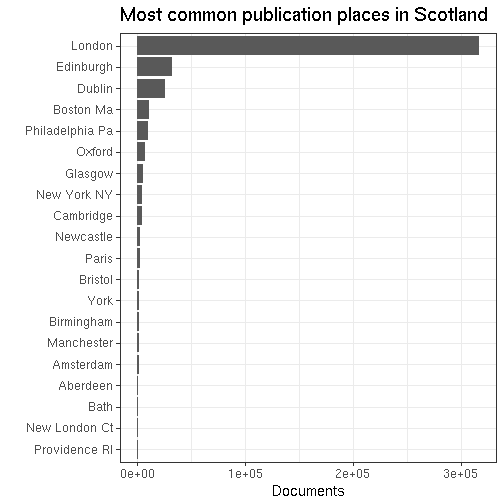 Most common publication places in Scotland
London
Edinburgh
Dublin
Boston Ma
Philadelphia Pa
Oxford
Glasgow
New York NY
Cambridge
Newcastle
Paris
Bristol
York
Birmingham
Manchester
Amsterdam
Aberdeen
Bath
New London Ct
Providence RI
0e+00 1e+05 2e+05 3e+05
Documents